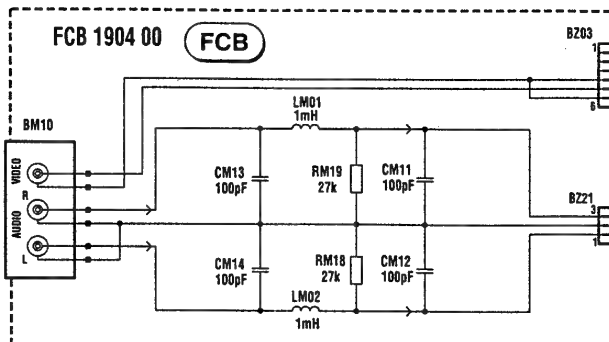 FCB 1904 00
FCB
BZ03
1
6
BM10
VIDEO
R
AUDIO
L
LM01
1mH
CM13
100pF
RM19
27k
CM11
100pF
BZ21
3
1
CM14
100pF
RM18
27k
CM12
100pF
LM02
1mH